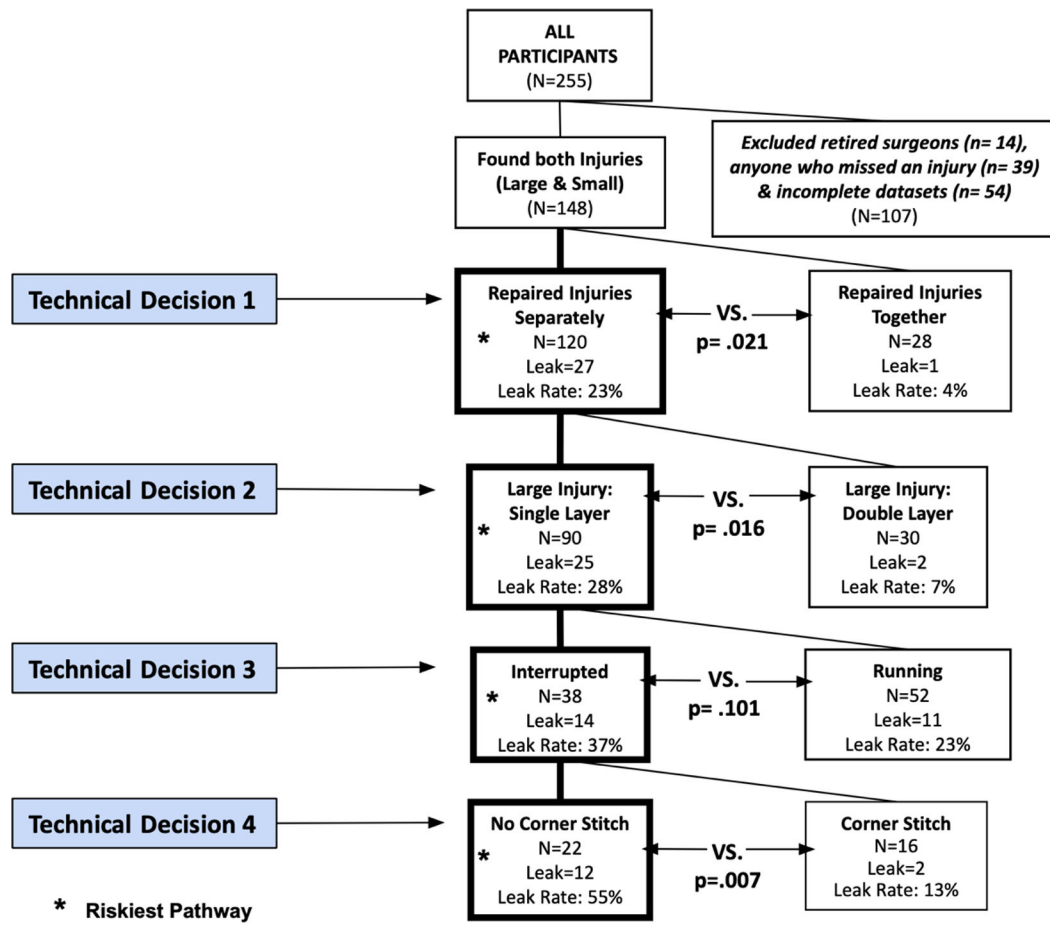 ALL
PARTICIPANTS
(N=255)
Excluded retired surgeons (n= 14),
anyone who missed an injury (n= 39)
& incomplete datasets (n= 54)
(N=107)
Found both Injuries
(Large & Small)
(N=148)
Technical Decision 1
Repaired Injuries
Separately
* N=120
Leak=27
Leak Rate: 23%
VS.
p= .021
Repaired Injuries
Together
N=28
Leak=1
Leak Rate: 4%
Technical Decision 2
Large Injury:
Single Layer
* N=90
Leak=25
Leak Rate: 28%
VS.
p= .016
Large Injury:
Double Layer
N=30
Leak=2
Leak Rate: 7%
Technical Decision 3
Interrupted
* N=38
Leak=14
Leak Rate: 37%
VS.
p= .101
Running
N=52
Leak=11
Leak Rate: 23%
Technical Decision 4
No Corner Stitch
* N=22
Leak=12
Leak Rate: 55%
VS.
p=.007
Corner Stitch
N=16
Leak=2
Leak Rate: 13%
* Riskiest Pathway